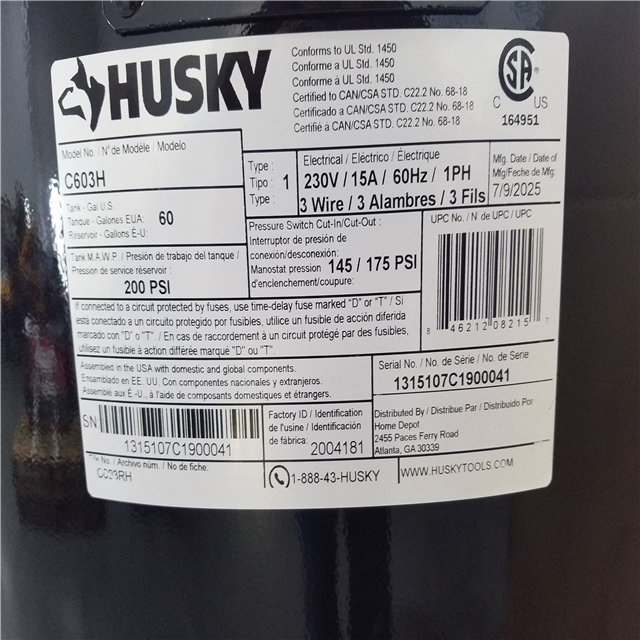 HUSKY
Conforms to UL Std. 1450
Conforme a UL Std. 1450
Conforme à UL Std. 1450
Certified to CAN/CSA STD. C22.2 No. 68-18
Certificado a CAN/CSA STD. C22.2 No. 68-18
Certifié a CAN/CSA STD. C22.2 No. 68-18
CSA
C US
164951
Model No. / N° de Modèle / Modelo
C603H
Tank - Gal U.S.
Tanque - Galones EUA: 60
Réservoir - Gallons É-U.:
Tank M.A.W.P. / Presión de trabajo del tanque /
Pression de service réservoir :
200 PSI
Type :
Tipo : 1
Type :
Electrical / Eléctrico / Électrique
230V / 15A / 60Hz / 1PH
3 Wire / 3 Alambres / 3 Fils
Mfg. Date / Date of
Mfg/Feche de Mfg:
7/9/2025
Pressure Switch Cut-In/Cut-Out :
Interruptor de presión de
conexión/desconexión:
Manostat pression 145 / 175 PSI
d'enclenchement/coupure:
UPC No. / N de UPC / UPC
8 46212 08215 7
If connected to a circuit protected by fuses, use time-delay fuse marked "D" or "T" / Si
está conectado a un circuito protegido por fusibles, utilice un fusible de acción diferida
marcado con "D" o "T". / En cas de raccordement à un circuit protégé par des fusibles,
utilisez un fusible à action différée marqué "D" ou "T".
Assembled in the USA with domestic and global components.
Ensamblado en EE. UU. Con componentes nacionales y extranjeros.
Assemblé aux É.-U., à l'aide de composants domestiques et étrangers.
Serial No. / No. de Série / No. de Serie
1315107C1900041
SN
1315107C1900041
Factory ID / Identification
de l'usine / Identificación
de fábrica: 2004181
Distributed By / Distribue Par / Distribuido Por
Home Depot
2455 Paces Ferry Road
Atlanta, GA 30339
File No. / Archivo núm. / No de fiche:
CC03RH
1-888-43-HUSKY
WWW.HUSKYTOOLS.COM